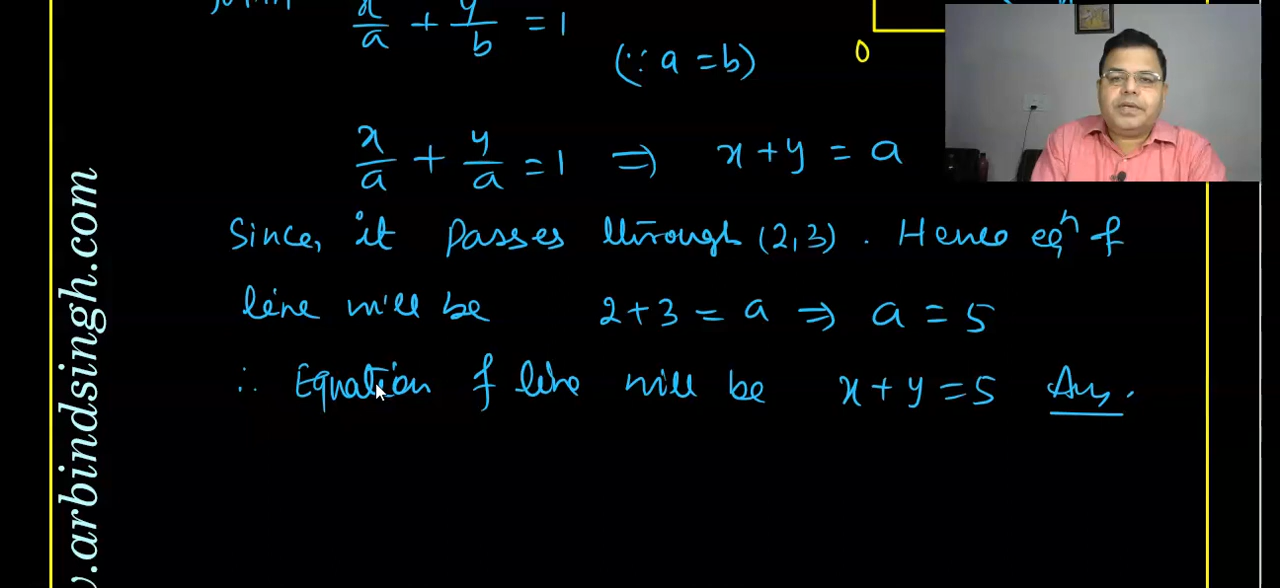 x/a + y/b = 1
(∵ a = b)
0
x/a + y/a = 1 ⇒ x + y = a
Since, it passes through (2,3). Hence eqn of
line will be 2 + 3 = a ⇒ a = 5
∴ Equation of line will be x + y = 5 Ans.
.arbindsingh.com